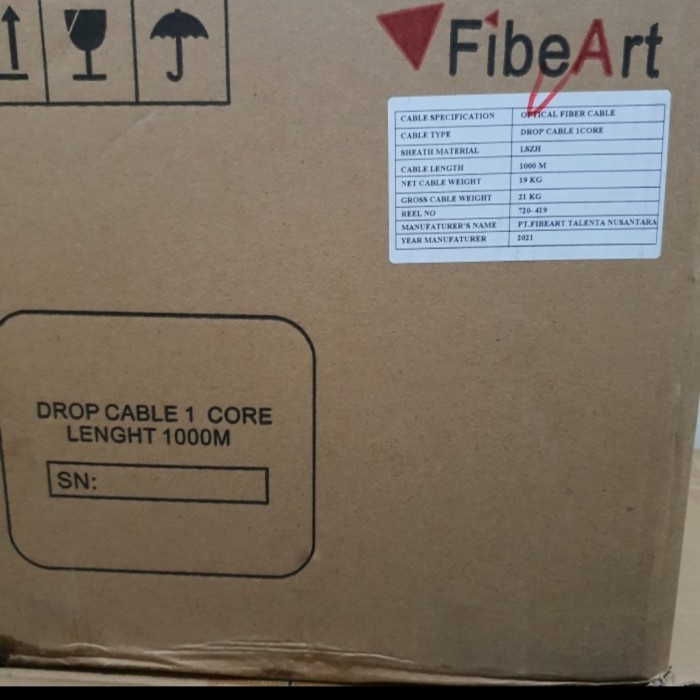 FibeArt
CABLE SPECIFICATION OPTICAL FIBER CABLE
CABLE TYPE DROP CABLE 1CORE
SHEATH MATERIAL LSZH
CABLE LENGTH 1000 M
NET CABLE WEIGHT 19 KG
GROSS CABLE WEIGHT 21 KG
REEL NO 720-419
MANUFATURER'S NAME PT.FIBEART TALENTA NUSANTARA
YEAR MANUFATURER 2021
DROP CABLE 1 CORE
LENGHT 1000M
SN: